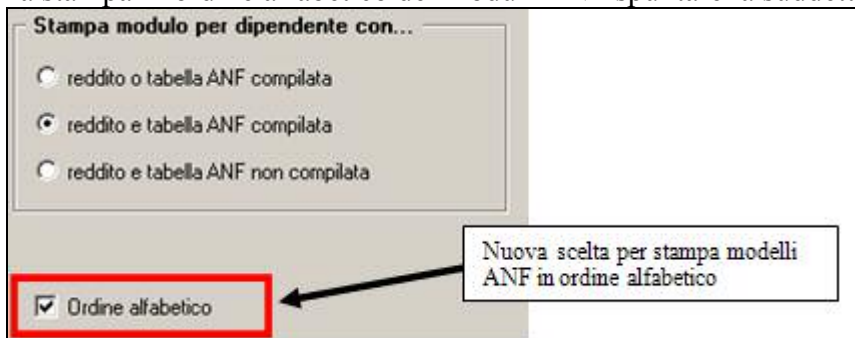 Stampa modulo per dipendente con...
reddito o tabella ANF compilata
reddito e tabella ANF compilata
reddito e tabella ANF non compilata
Nuova scelta per stampa modelli
ANF in ordine alfabetico
Ordine alfabetico